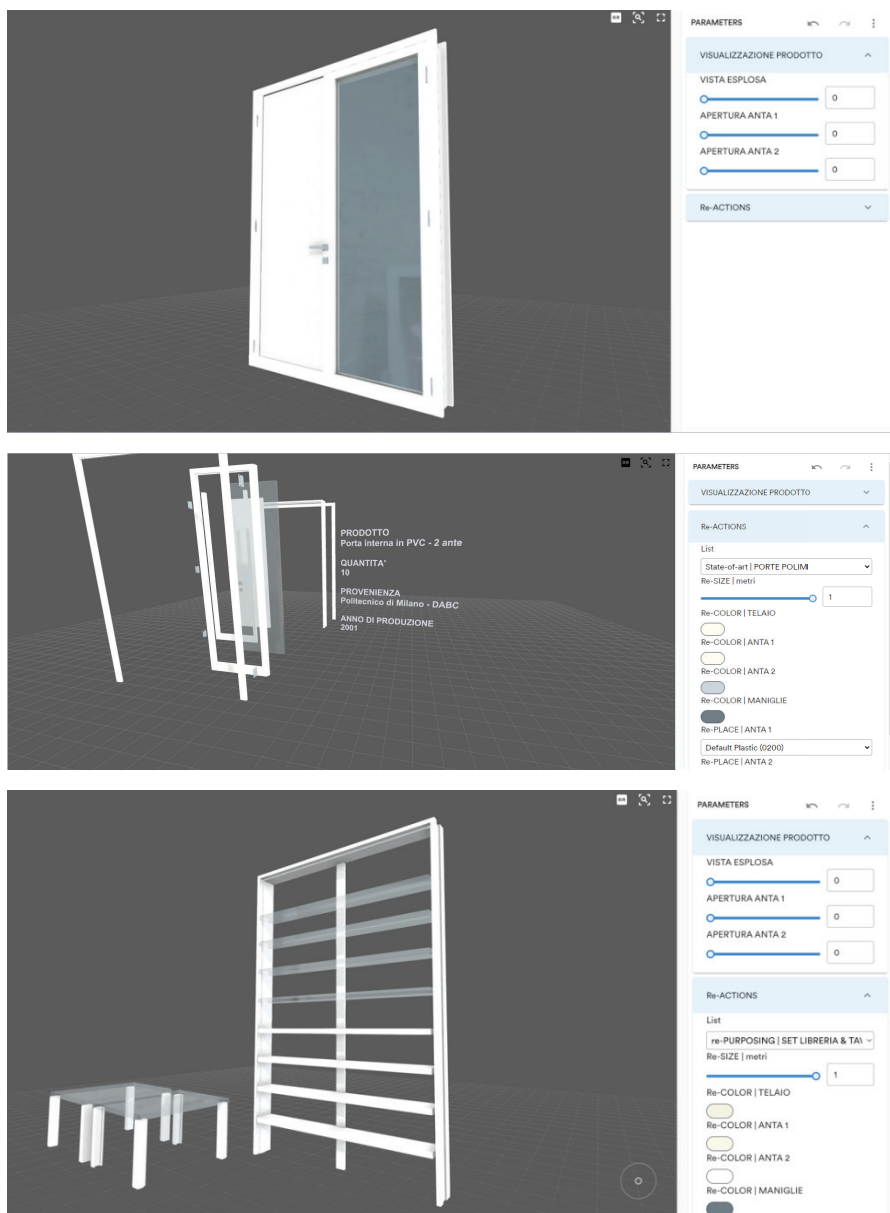 PARAMETERS
VISUALIZZAZIONE PRODOTTO
VISTA ESPLOSA
0
APERTURA ANTA 1
0
APERTURA ANTA 2
0
Re-ACTIONS
PRODOTTO
Porta interna in PVC - 2 ante
QUANTITA'
10
PROVENIENZA
Politecnico di Milano - DABC
ANNO DI PRODUZIONE
2001
PARAMETERS
VISUALIZZAZIONE PRODOTTO
Re-ACTIONS
List
State-of-art | PORTE POLIMI
Re-SIZE | metri
1
Re-COLOR | TELAIO
Re-COLOR | ANTA 1
Re-COLOR | ANTA 2
Re-COLOR | MANIGLIE
Re-PLACE | ANTA 1
Default Plastic (0200)
Re-PLACE | ANTA 2
PARAMETERS
VISUALIZZAZIONE PRODOTTO
VISTA ESPLOSA
0
APERTURA ANTA 1
0
APERTURA ANTA 2
0
Re-ACTIONS
List
re-PURPOSING | SET LIBRERIA & TAV
Re-SIZE | metri
1
Re-COLOR | TELAIO
Re-COLOR | ANTA 1
Re-COLOR | ANTA 2
Re-COLOR | MANIGLIE